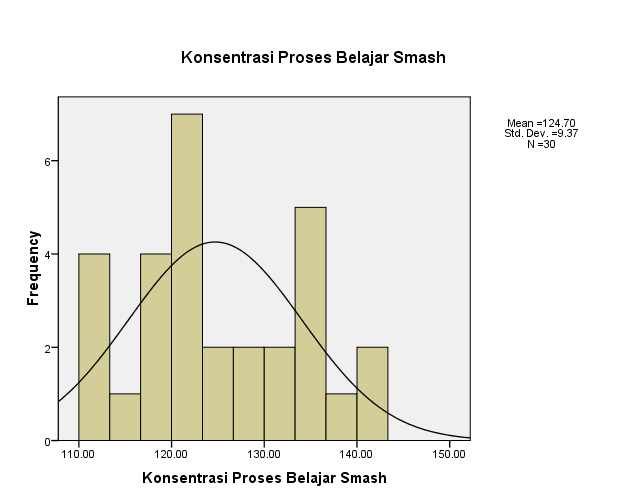 Konsentrasi Proses Belajar Smash
Mean =124.70
Std. Dev. =9.37
N =30
Frequency
6
4
2
0
110.00 120.00 130.00 140.00 150.00
Konsentrasi Proses Belajar Smash